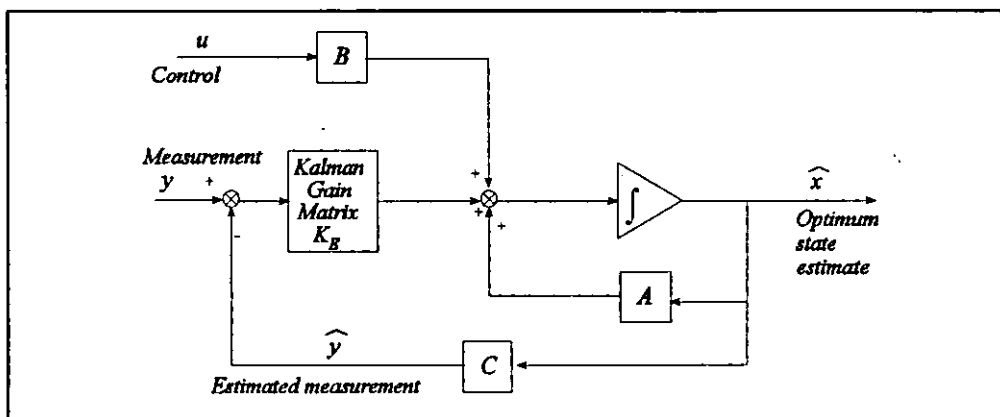 u
B
Control
Measurement
y
+
-
Kalman
Gain
Matrix
K_E
+
+
+
∫
x̂
Optimum
state
estimate
A
ŷ
C
Estimated measurement